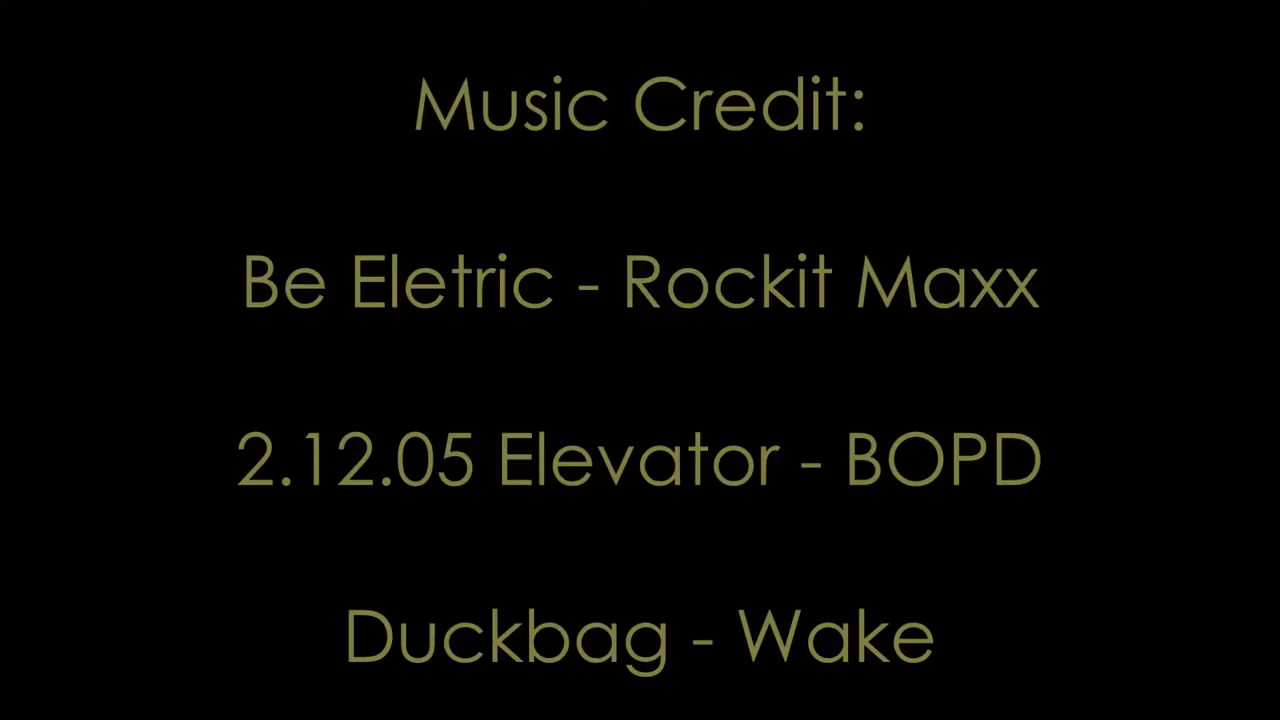 Music Credit:
Be Eletric - Rockit Maxx
2.12.05 Elevator - BOPD
Duckbag - Wake